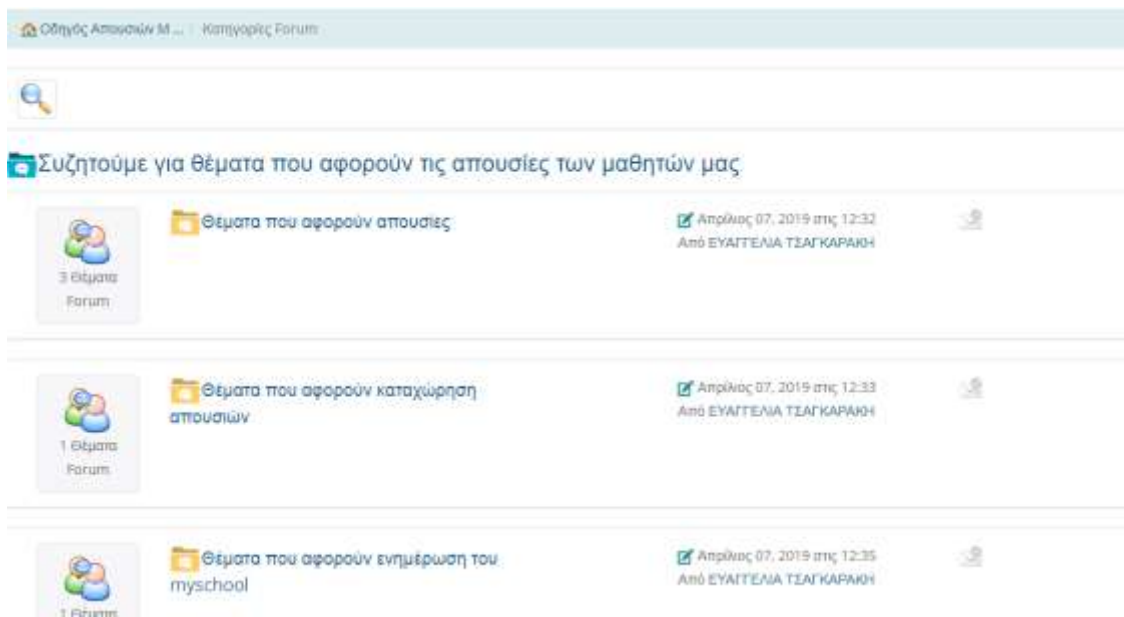 Οδηγός Απουσιών Μ ... Κατηγορίες Forum
Συζητούμε για θέματα που αφορούν τις απουσίες των μαθητών μας
Θέματα που αφορούν απουσίες
Απρίλιος 07, 2019 στις 12:32
Από ΕΥΑΓΓΕΛΙΑ ΤΣΑΓΚΑΡΑΚΗ
3 Θέματα
Forum
Θέματα που αφορούν καταχώρηση
απουσιών
Απρίλιος 07, 2019 στις 12:33
Από ΕΥΑΓΓΕΛΙΑ ΤΣΑΓΚΑΡΑΚΗ
1 Θέματα
Forum
Θέματα που αφορούν ενημέρωση του
myschool
Απρίλιος 07, 2019 στις 12:35
Από ΕΥΑΓΓΕΛΙΑ ΤΣΑΓΚΑΡΑΚΗ
1 Θέματα